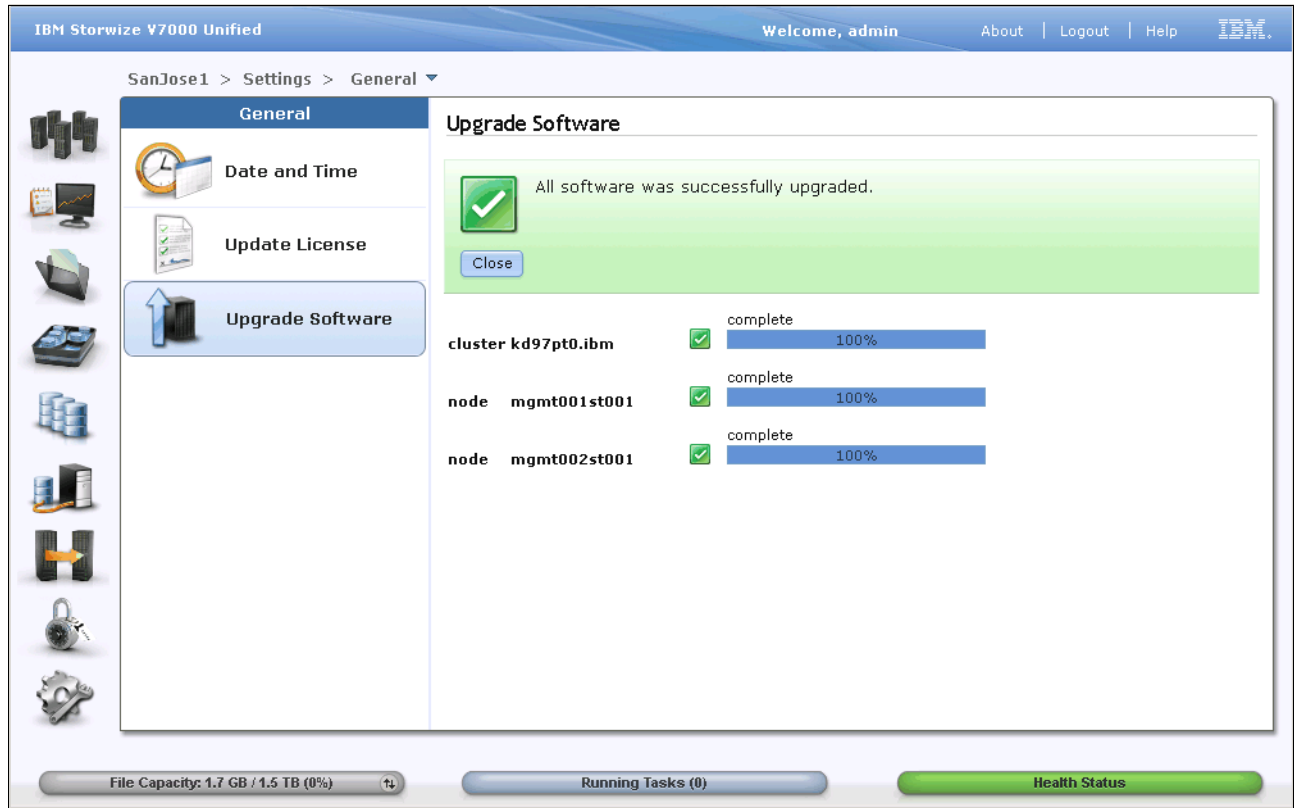 IBM Storwize V7000 Unified
Welcome, admin
About | Logout | Help
IBM.
SanJose1 > Settings > General
General
Date and Time
Update License
Upgrade Software
Upgrade Software
All software was successfully upgraded.
Close
complete
cluster kd97pt0.ibm 100%
complete
node mgmt001st001 100%
complete
node mgmt002st001 100%
File Capacity: 1.7 GB / 1.5 TB (0%)
Running Tasks (0)
Health Status